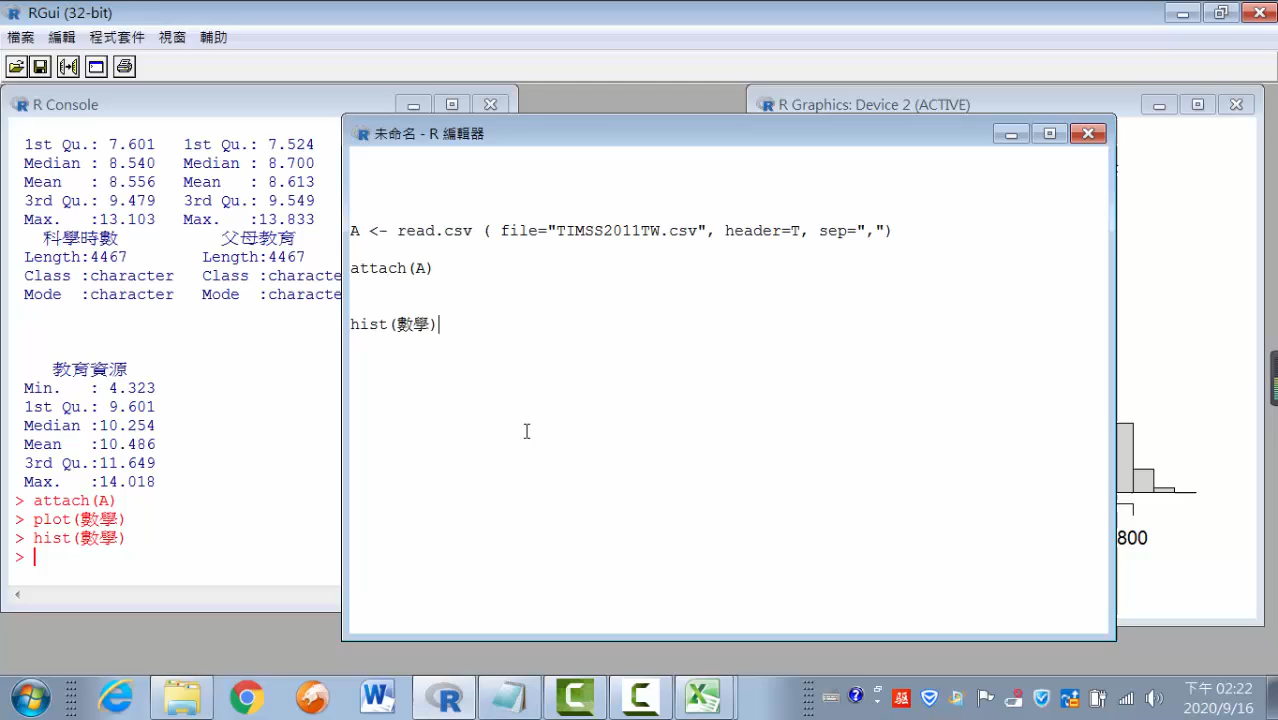 RGui (32-bit)
檔案 編輯 程式套件 視窗 輔助
R Console
1st Qu.: 7.601 1st Qu.: 7.524
Median : 8.540 Median : 8.700
Mean : 8.556 Mean : 8.613
3rd Qu.: 9.479 3rd Qu.: 9.549
Max. :13.103 Max. :13.833
科學時數 父母教育
Length:4467 Length:4467
Class :character Class :characte
Mode :character Mode :characte
教育資源
Min. : 4.323
1st Qu.: 9.601
Median :10.254
Mean :10.486
3rd Qu.:11.649
Max. :14.018
> attach(A)
> plot(數學)
> hist(數學)
>
未命名 - R 編輯器
A <- read.csv ( file="TIMSS2011TW.csv", header=T, sep=",")
attach(A)
hist(數學)
R Graphics: Device 2 (ACTIVE)
800
下午 02:22
2020/9/16